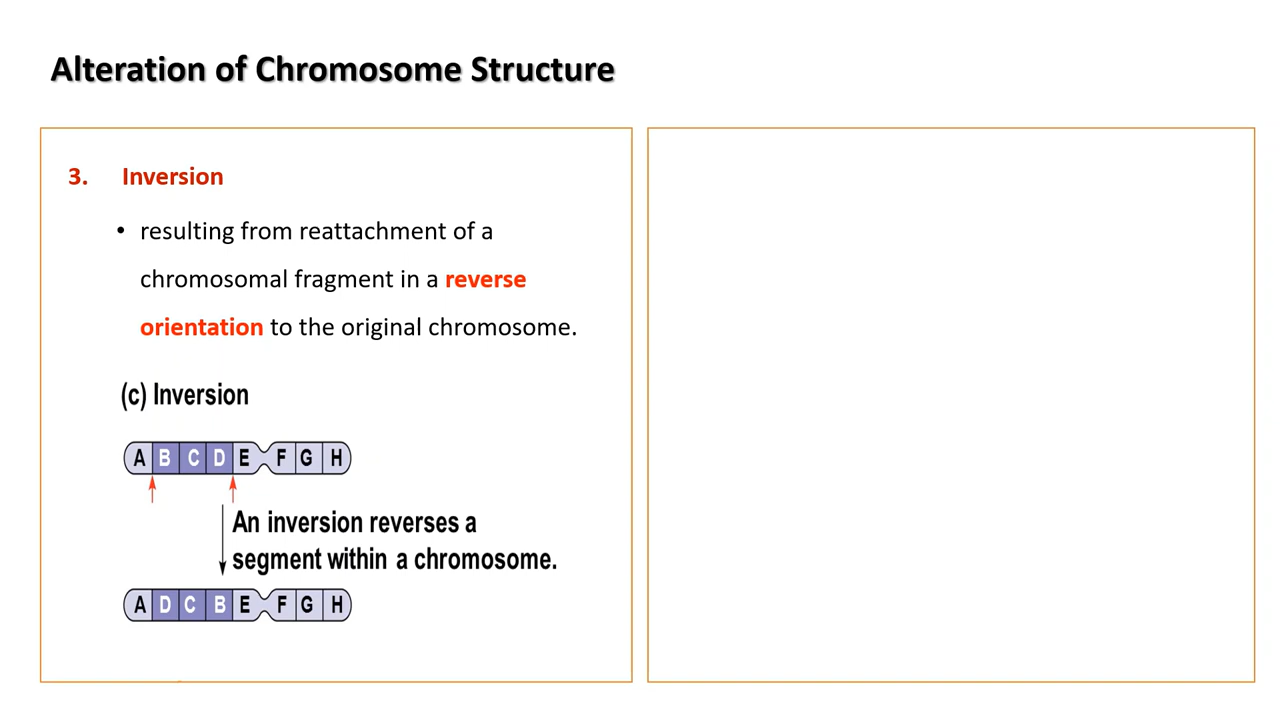 Alteration of Chromosome Structure
3. Inversion
• resulting from reattachment of a
chromosomal fragment in a reverse
orientation to the original chromosome.
(c) Inversion
A B C D E F G H
An inversion reverses a
segment within a chromosome.
A D C B E F G H